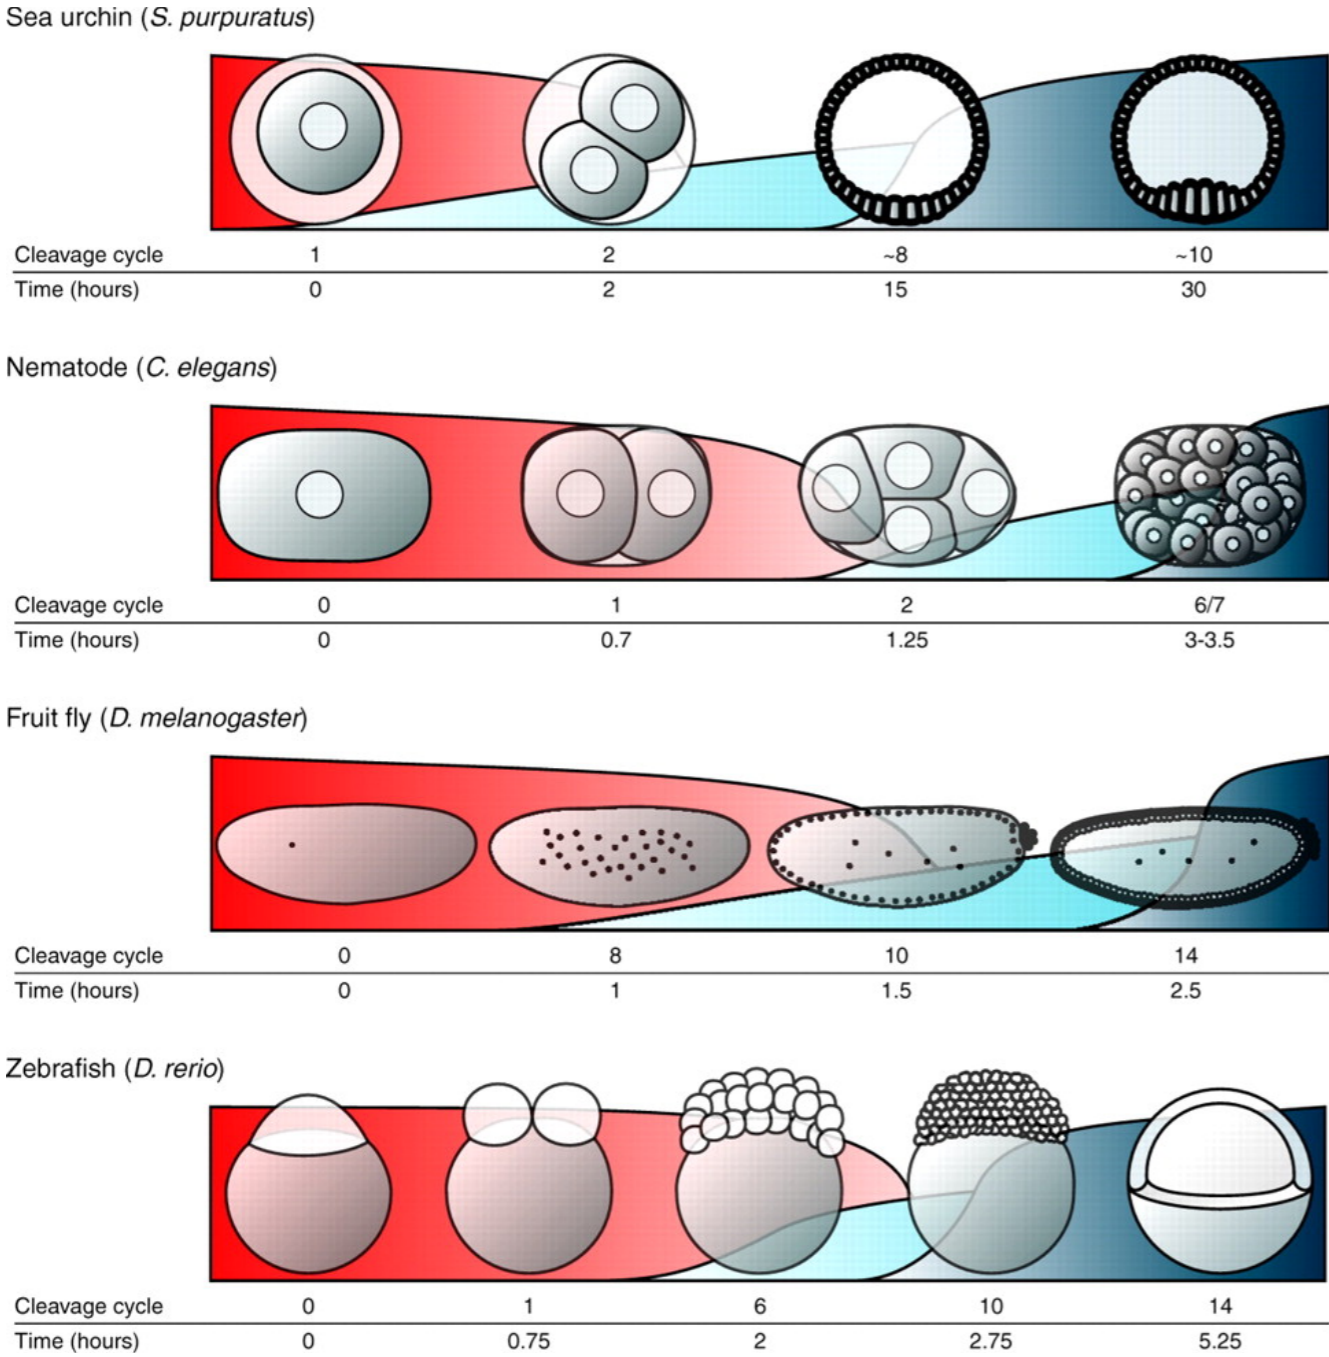 Sea urchin (S. purpuratus)
Cleavage cycle 1 2 ~8 ~10
Time (hours) 0 2 15 30
Nematode (C. elegans)
Cleavage cycle 0 1 2 6/7
Time (hours) 0 0.7 1.25 3-3.5
Fruit fly (D. melanogaster)
Cleavage cycle 0 8 10 14
Time (hours) 0 1 1.5 2.5
Zebrafish (D. rerio)
Cleavage cycle 0 1 6 10 14
Time (hours) 0 0.75 2 2.75 5.25